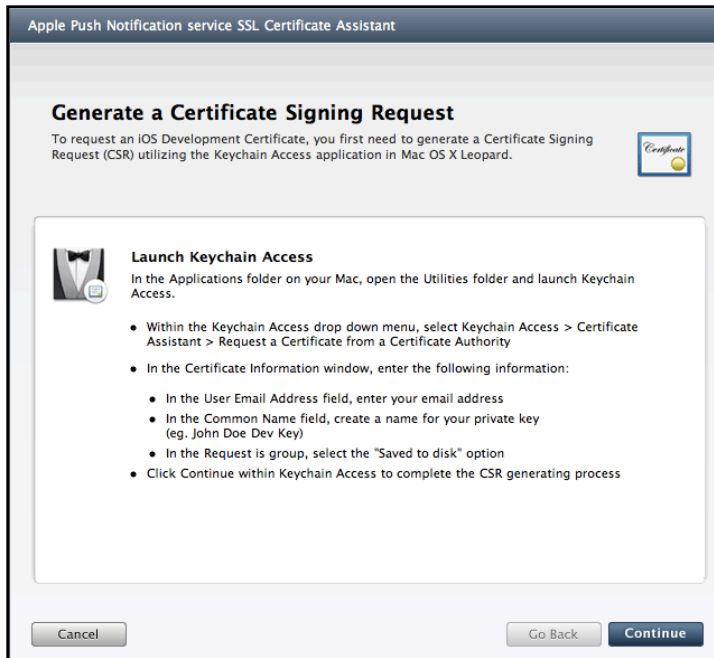 Apple Push Notification service SSL Certificate Assistant
Generate a Certificate Signing Request
To request an iOS Development Certificate, you first need to generate a Certificate Signing
Request (CSR) utilizing the Keychain Access application in Mac OS X Leopard.
Certificate
Launch Keychain Access
In the Applications folder on your Mac, open the Utilities folder and launch Keychain
Access.
• Within the Keychain Access drop down menu, select Keychain Access > Certificate
Assistant > Request a Certificate from a Certificate Authority
• In the Certificate Information window, enter the following information:
• In the User Email Address field, enter your email address
• In the Common Name field, create a name for your private key
(eg. John Doe Dev Key)
• In the Request is group, select the "Saved to disk" option
• Click Continue within Keychain Access to complete the CSR generating process
Cancel
Go Back
Continue